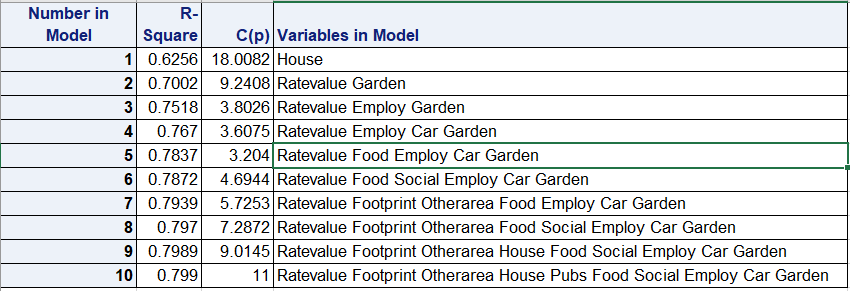 Number in Model R-Square C(p) Variables in Model
1 0.6256 18.0082 House
2 0.7002 9.2408 Ratevalue Garden
3 0.7518 3.8026 Ratevalue Employ Garden
4 0.767 3.6075 Ratevalue Employ Car Garden
5 0.7837 3.204 Ratevalue Food Employ Car Garden
6 0.7872 4.6944 Ratevalue Food Social Employ Car Garden
7 0.7939 5.7253 Ratevalue Footprint Otherarea Food Employ Car Garden
8 0.797 7.2872 Ratevalue Footprint Otherarea Food Social Employ Car Garden
9 0.7989 9.0145 Ratevalue Footprint Otherarea House Food Social Employ Car Garden
10 0.799 11 Ratevalue Footprint Otherarea House Pubs Food Social Employ Car Garden